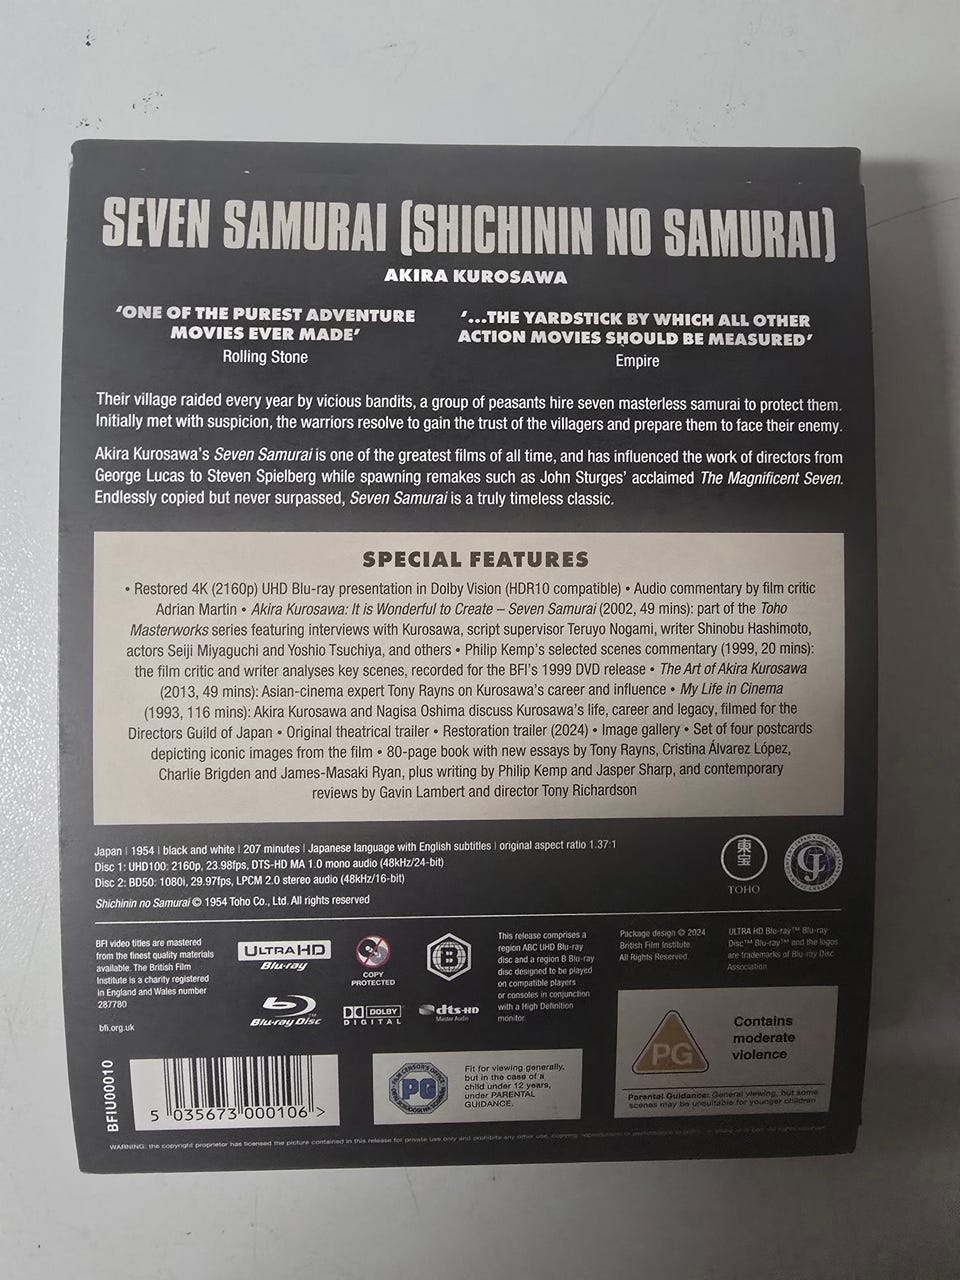 SEVEN SAMURAI (SHICHININ NO SAMURAI)
AKIRA KUROSAWA
'ONE OF THE PUREST ADVENTURE
MOVIES EVER MADE'
Rolling Stone
'...THE YARDSTICK BY WHICH ALL OTHER
ACTION MOVIES SHOULD BE MEASURED'
Empire
Their village raided every year by vicious bandits, a group of peasants hire seven masterless samurai to protect them.
Initially met with suspicion, the warriors resolve to gain the trust of the villagers and prepare them to face their enemy.
Akira Kurosawa's Seven Samurai is one of the greatest films of all time, and has influenced the work of directors from
George Lucas to Steven Spielberg while spawning remakes such as John Sturges' acclaimed The Magnificent Seven.
Endlessly copied but never surpassed, Seven Samurai is a truly timeless classic.
SPECIAL FEATURES
• Restored 4K (2160p) UHD Blu-ray presentation in Dolby Vision (HDR10 compatible) • Audio commentary by film critic
Adrian Martin • Akira Kurosawa: It is Wonderful to Create – Seven Samurai (2002, 49 mins): part of the Toho
Masterworks series featuring interviews with Kurosawa, script supervisor Teruyo Nogami, writer Shinobu Hashimoto,
actors Seiji Miyaguchi and Yoshio Tsuchiya, and others • Philip Kemp's selected scenes commentary (1999, 20 mins):
the film critic and writer analyses key scenes, recorded for the BFI's 1999 DVD release • The Art of Akira Kurosawa
(2013, 49 mins): Asian-cinema expert Tony Rayns on Kurosawa's career and influence • My Life in Cinema
(1993, 116 mins): Akira Kurosawa and Nagisa Oshima discuss Kurosawa's life, career and legacy, filmed for the
Directors Guild of Japan • Original theatrical trailer • Restoration trailer (2024) • Image gallery • Set of four postcards
depicting iconic images from the film • 80-page book with new essays by Tony Rayns, Cristina Álvarez López,
Charlie Brigden and James-Masaki Ryan, plus writing by Philip Kemp and Jasper Sharp, and contemporary
reviews by Gavin Lambert and director Tony Richardson
Japan | 1954 | black and white | 207 minutes | Japanese language with English subtitles | original aspect ratio 1.37:1
Disc 1: UHD100: 2160p, 23.98fps, DTS-HD MA 1.0 mono audio (48kHz/24-bit)
Disc 2: BD50: 1080i, 29.97fps, LPCM 2.0 stereo audio (48kHz/16-bit)
Shichinin no Samurai © 1954 Toho Co., Ltd. All rights reserved
東宝
TOHO
BFI video titles are mastered
from the finest quality materials
available. The British Film
Institute is a charity registered
in England and Wales number
287780
bfi.org.uk
ULTRA HD
Blu-ray
Blu-ray Disc
COPY
PROTECTED
DOLBY
DIGITAL
B
dts-HD
Master Audio
This release comprises a
region ABC UHD Blu-ray
disc and a region B Blu-ray
disc designed to be played
on compatible players
or consoles in conjunction
with a High Definition
monitor.
Package design © 2024
British Film Institute.
All Rights Reserved.
ULTRA HD Blu-ray™ Blu-ray
Disc™ Blu-ray™ and the logos
are trademarks of Blu-ray Disc
Association
BFIU00010
5 035673 000106 >
PG
Fit for viewing generally,
but in the case of a
child under 12 years,
under PARENTAL
GUIDANCE.
PG
Contains
moderate
violence
Parental Guidance: General viewing, but some
scenes may be unsuitable for younger children
WARNING: the copyright proprietor has licensed the picture contained in this release for private use only and prohibits any other use, copying,